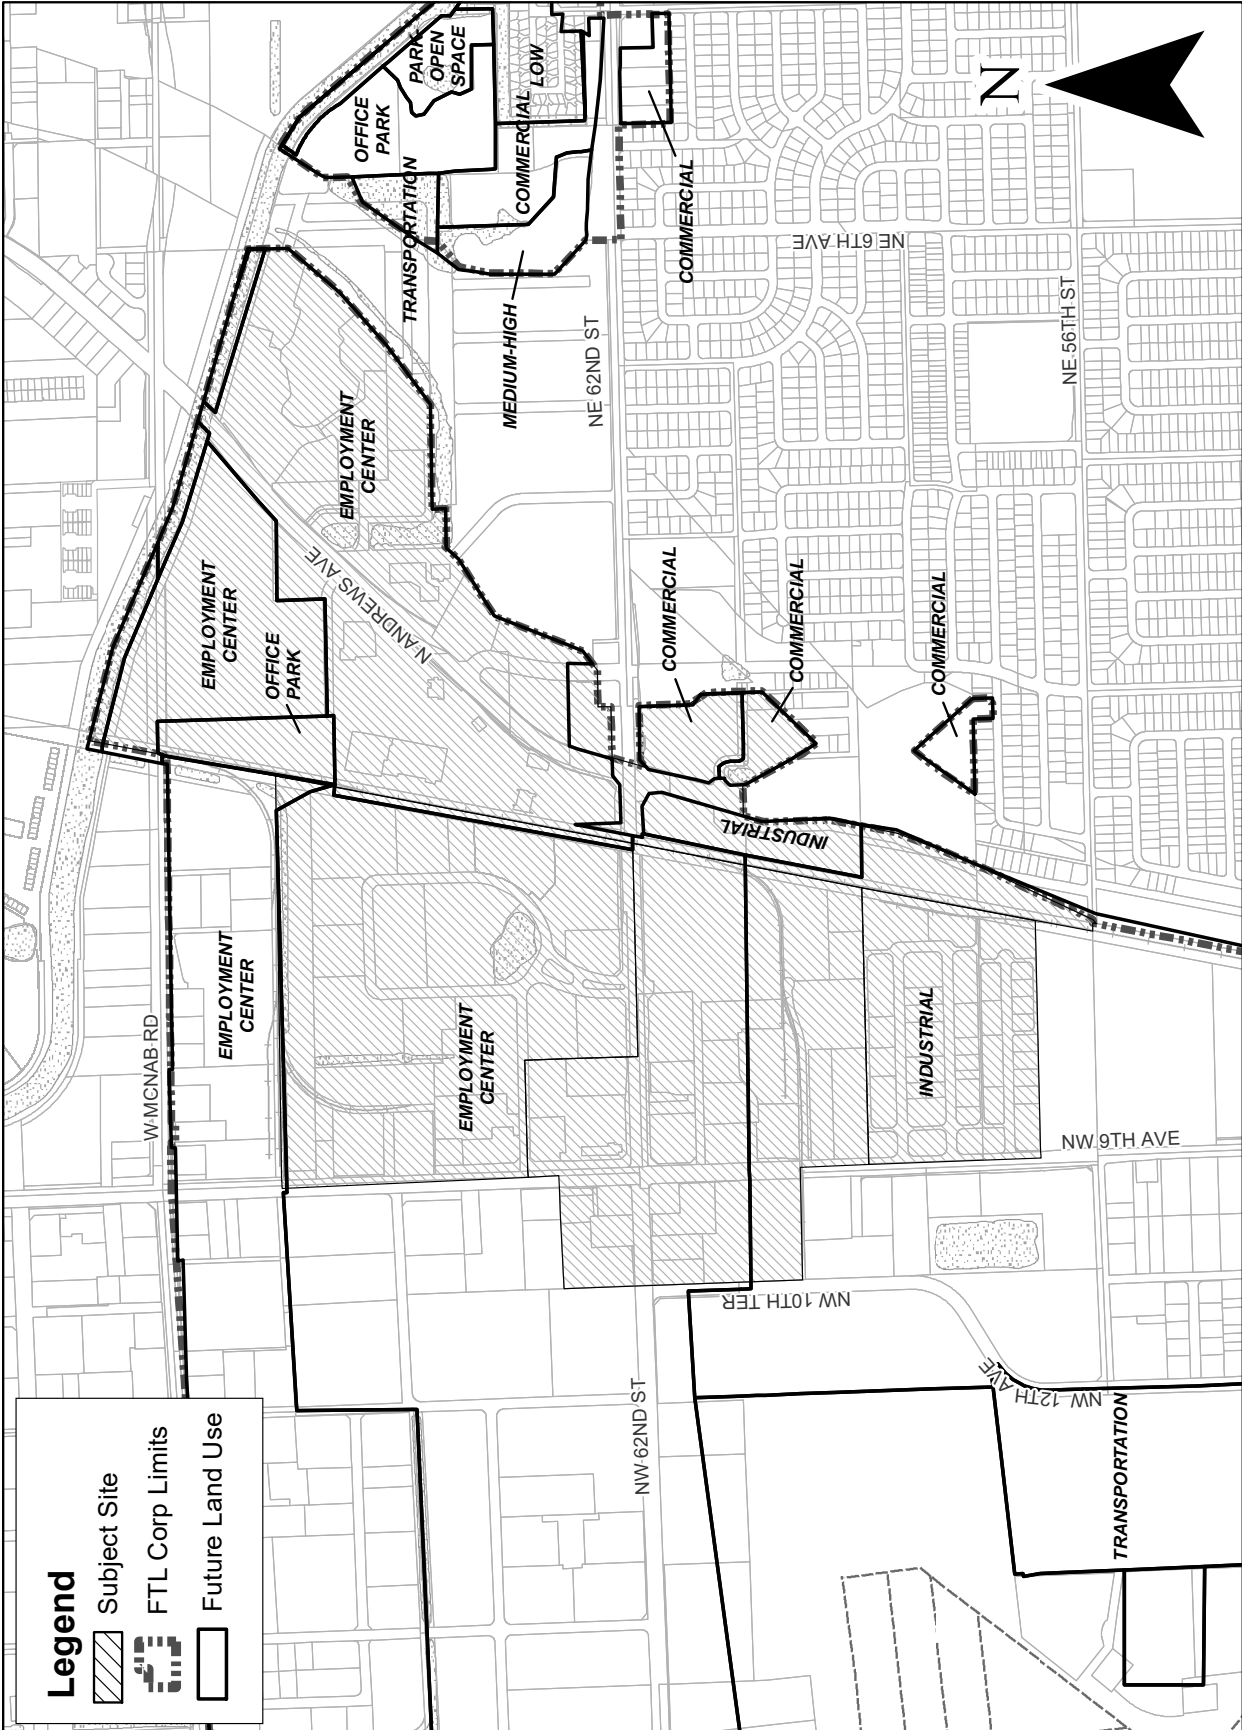 Legend
Subject Site
FTL Corp Limits
Future Land Use
W MCNAB RD
EMPLOYMENT
CENTER
EMPLOYMENT
CENTER
EMPLOYMENT
CENTER
OFFICE
PARK
N ANDREWS AVE
EMPLOYMENT
CENTER
TRANSPORTATION
OFFICE
PARK
PARK
OPEN
SPACE
COMMERCIAL
LOW
MEDIUM-HIGH
NE 62ND ST
COMMERCIAL
NE 6TH AVE
NE 56TH ST
N
COMMERCIAL
COMMERCIAL
COMMERCIAL
INDUSTRIAL
INDUSTRIAL
NW 9TH AVE
NW 62ND ST
NW 10TH TER
NW 12TH AVE
TRANSPORTATION